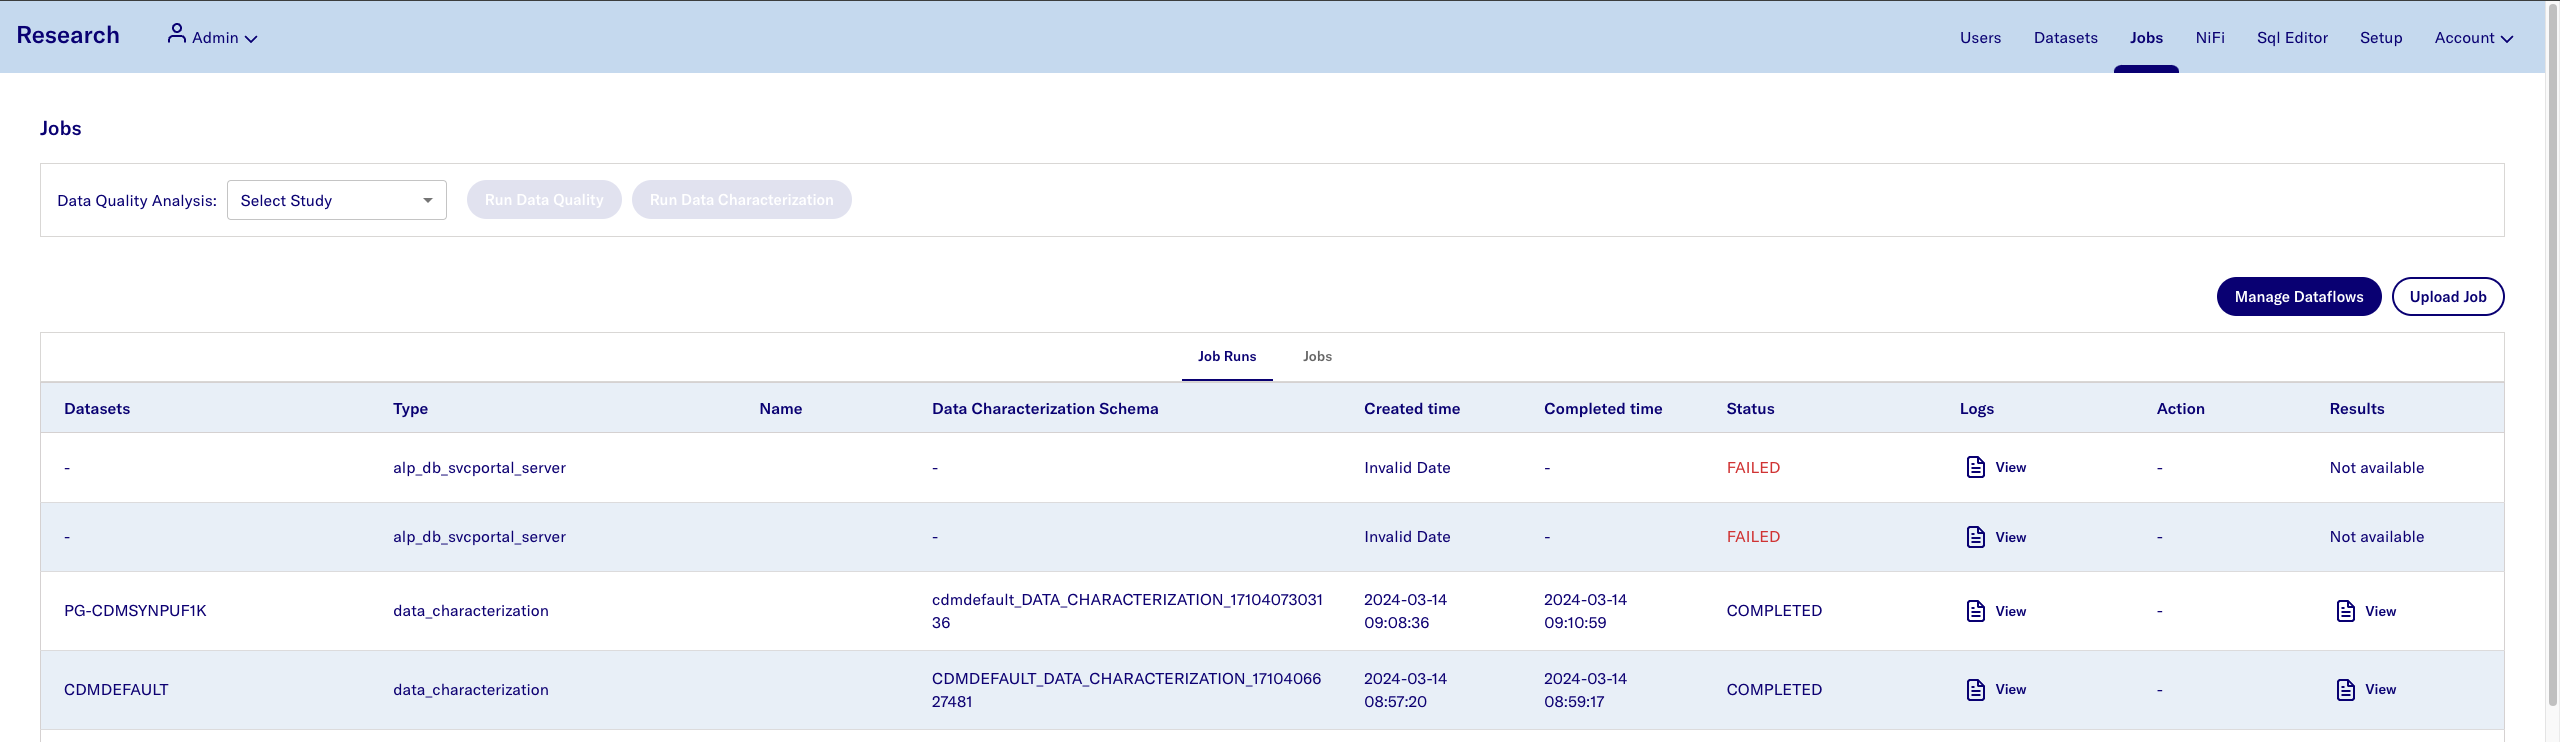 Research Admin Users Datasets Jobs NiFi Sql Editor Setup Account
Jobs
Data Quality Analysis: Select Study Run Data Quality Run Data Characterization
Manage Dataflows Upload Job
Job Runs Jobs
Datasets Type Name Data Characterization Schema Created time Completed time Status Logs Action Results
- alp_db_svcportal_server - Invalid Date - FAILED View - Not available
- alp_db_svcportal_server - Invalid Date - FAILED View - Not available
PG-CDMSYNPUF1K data_characterization cdmdefault_DATA_CHARACTERIZATION_17104073031 2024-03-14 2024-03-14 COMPLETED View - View
36 09:08:36 09:10:59
CDMDEFAULT data_characterization CDMDEFAULT_DATA_CHARACTERIZATION_17104066 2024-03-14 2024-03-14 COMPLETED View - View
27481 08:57:20 08:59:17